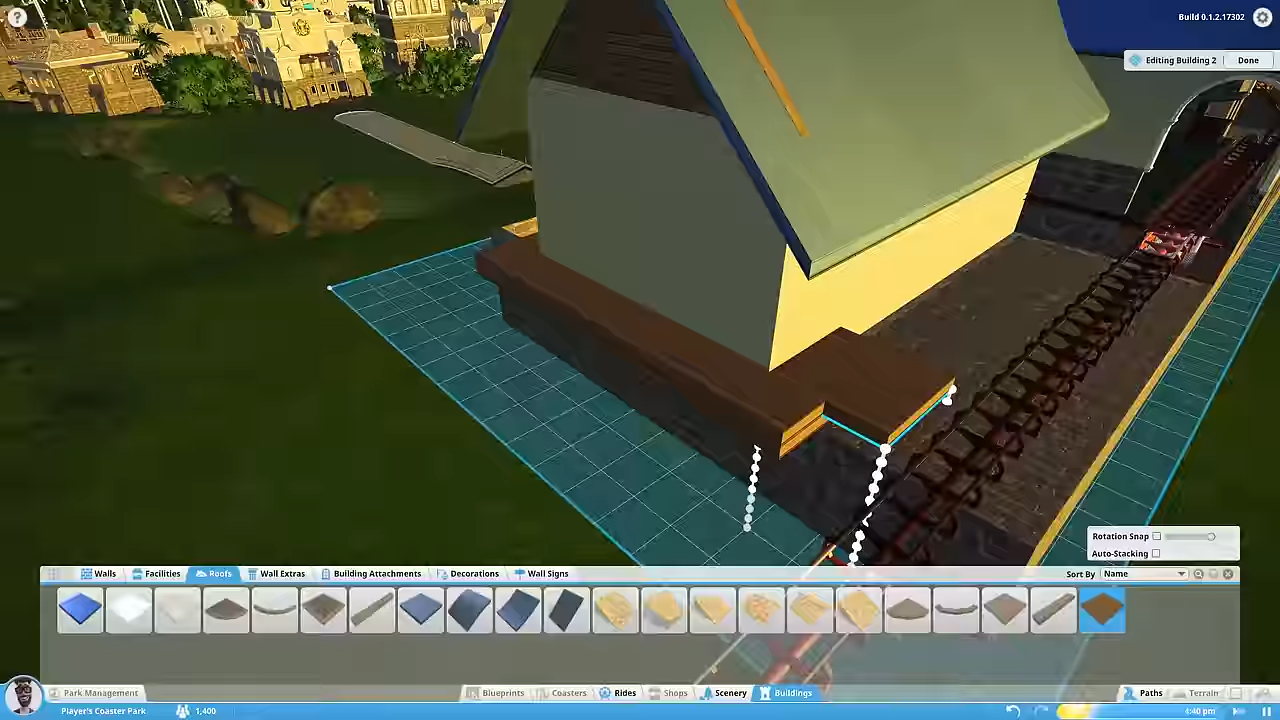 ?
Build 0.1.2.17302
Editing Building 2 Done
Rotation Snap
Auto-Stacking
Walls Facilities Roofs Wall Extras Building Attachments Decorations Wall Signs Sort By Name
Park Management Blueprints Coasters Rides Shops Scenery Buildings Paths Terrain
Player's Coaster Park 1,400 4:40 pm